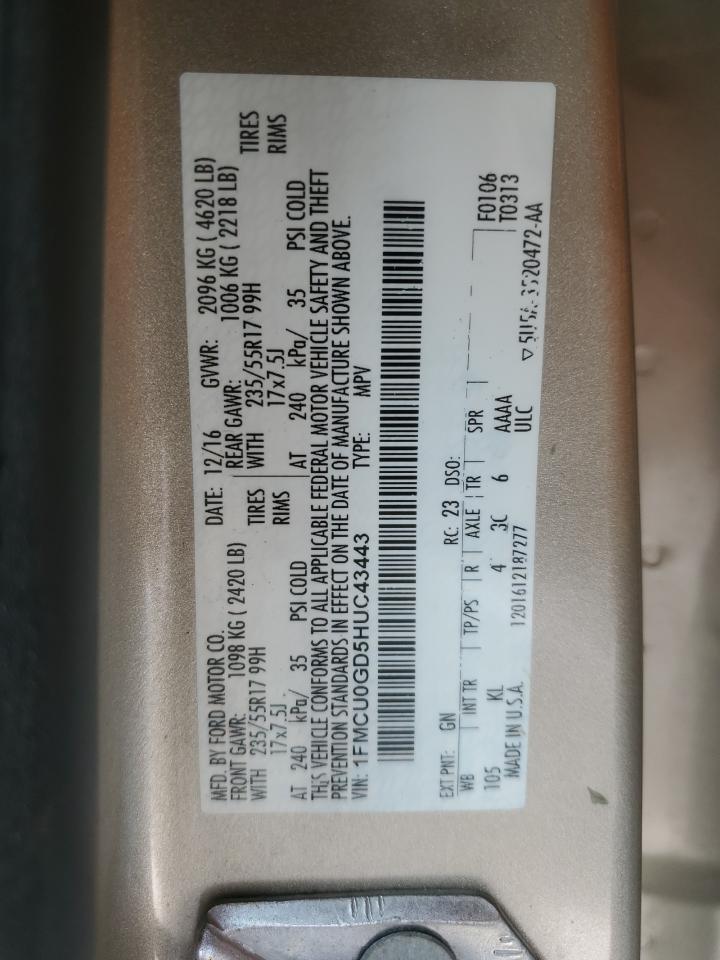 MFD. BY FORD MOTOR CO. DATE: 12/16 GVWR: 2096 KG ( 4620 LB)
FRONT GAWR: 1098 KG ( 2420 LB) REAR GAWR: 1006 KG ( 2218 LB)
WITH 235/55R17 99H TIRES WITH 235/55R17 99H TIRES
17x7.5J RIMS 17x7.5J RIMS
AT 240 kPa/ 35 PSI COLD AT 240 kPa/ 35 PSI COLD
THIS VEHICLE CONFORMS TO ALL APPLICABLE FEDERAL MOTOR VEHICLE SAFETY AND THEFT
PREVENTION STANDARDS IN EFFECT ON THE DATE OF MANUFACTURE SHOWN ABOVE.
VIN: 1FMCU0GD5HUC43443 TYPE: MPV
EXT PNT: GN RC: 23 DSO: F0106
WB INT TR TP/PS R AXLE TR SPR T0313
105 KL 4 3C 6 AAAA
MADE IN U.S.A. 1201612187277 ULC